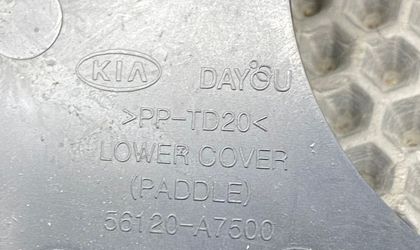 KIA DAYOU
>PP-TD20<
LOWER COVER
(PADDLE)
56120-A7500